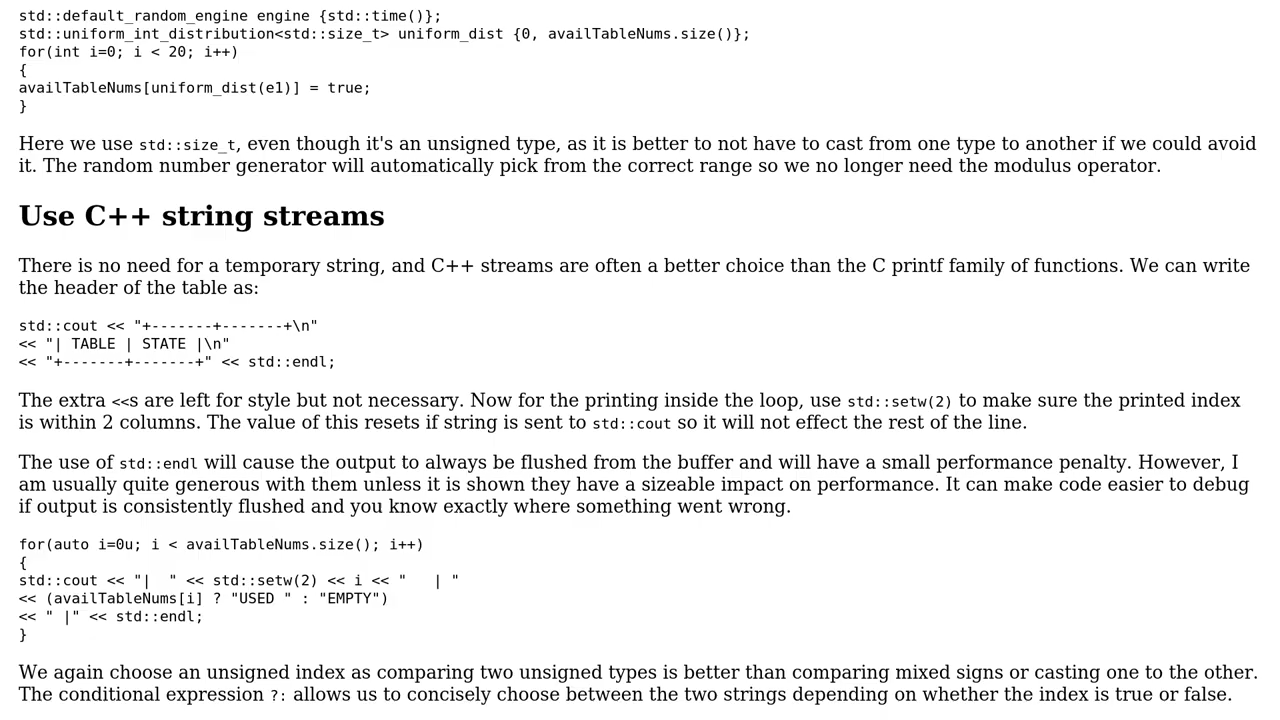 std::default_random_engine engine {std::time()};
std::uniform_int_distribution<std::size_t> uniform_dist {0, availTableNums.size()};
for(int i=0; i < 20; i++)
{
availTableNums[uniform_dist(e1)] = true;
}
Here we use std::size_t, even though it's an unsigned type, as it is better to not have to cast from one type to another if we could avoid
it. The random number generator will automatically pick from the correct range so we no longer need the modulus operator.
Use C++ string streams
There is no need for a temporary string, and C++ streams are often a better choice than the C printf family of functions. We can write
the header of the table as:
std::cout << "+-------+-------+\n"
<< "| TABLE | STATE |\n"
<< "+-------+-------+" << std::endl;
The extra <<s are left for style but not necessary. Now for the printing inside the loop, use std::setw(2) to make sure the printed index
is within 2 columns. The value of this resets if string is sent to std::cout so it will not effect the rest of the line.
The use of std::endl will cause the output to always be flushed from the buffer and will have a small performance penalty. However, I
am usually quite generous with them unless it is shown they have a sizeable impact on performance. It can make code easier to debug
if output is consistently flushed and you know exactly where something went wrong.
for(auto i=0u; i < availTableNums.size(); i++)
{
std::cout << "|  " << std::setw(2) << i << "   | "
<< (availTableNums[i] ? "USED " : "EMPTY")
<< " |" << std::endl;
}
We again choose an unsigned index as comparing two unsigned types is better than comparing mixed signs or casting one to the other.
The conditional expression ?: allows us to concisely choose between the two strings depending on whether the index is true or false.